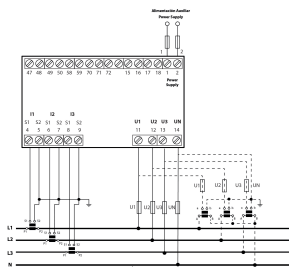 Alimentación Auxiliar
Power Supply
1 2
47 48 49 50 58 59 60 70 71 72 15 16 17 18 1 2
Power
Supply
I1 I2 I3
S1 S2 S1 S2 S1 S2
4 5 6 7 8 9
U1 U2 U3 UN
11 12 13 14
U1 U2 U3 UN
U1 U2 U3 UN
L1
L2
L3
N